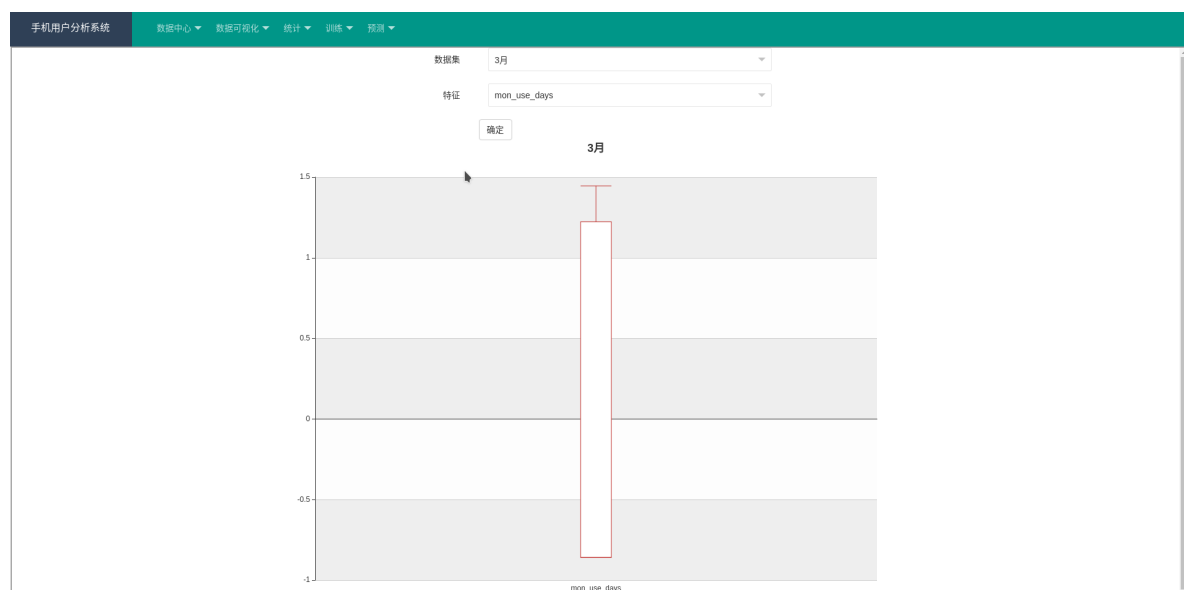 手机用户分析系统 数据中心 数据可视化 统计 训练 预测
数据集 3月
特征 mon_use_days
确定
3月
1.5
1
0.5
0
-0.5
-1
mon_use_days